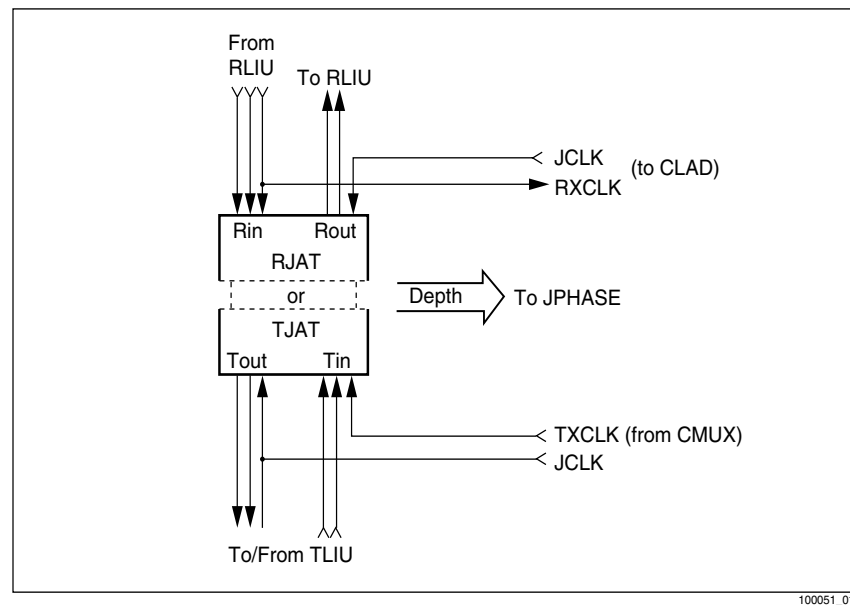 From
RLIU
To RLIU
JCLK
(to CLAD)
RXCLK
Rin Rout
RJAT
or
Depth
To JPHASE
TJAT
Tout Tin
TXCLK (from CMUX)
JCLK
To/From TLIU